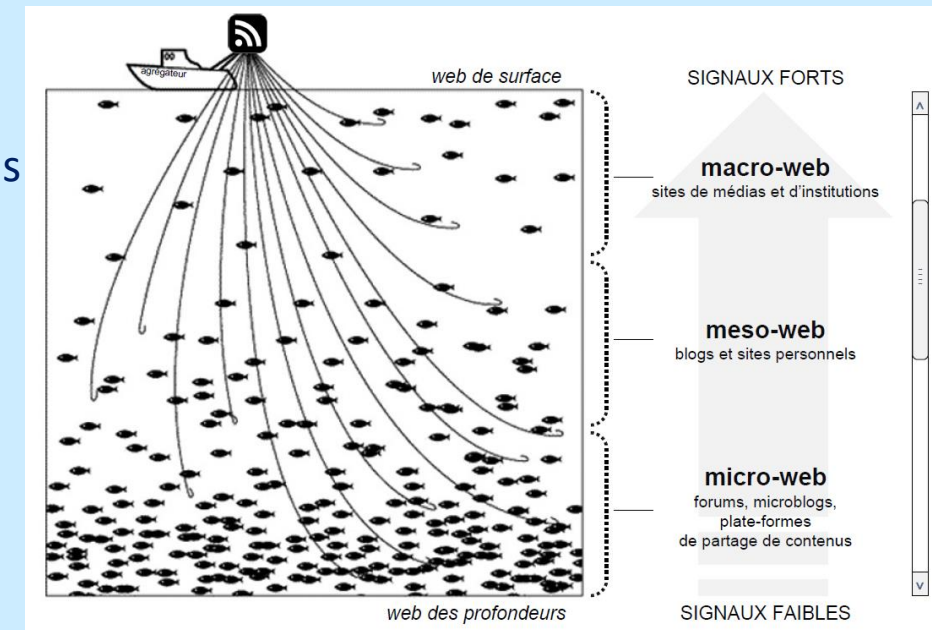 s
agrégateur
web de surface
SIGNAUX FORTS
macro-web
sites de médias et d'institutions
meso-web
blogs et sites personnels
micro-web
forums, microblogs,
plate-formes
de partage de contenus
web des profondeurs
SIGNAUX FAIBLES